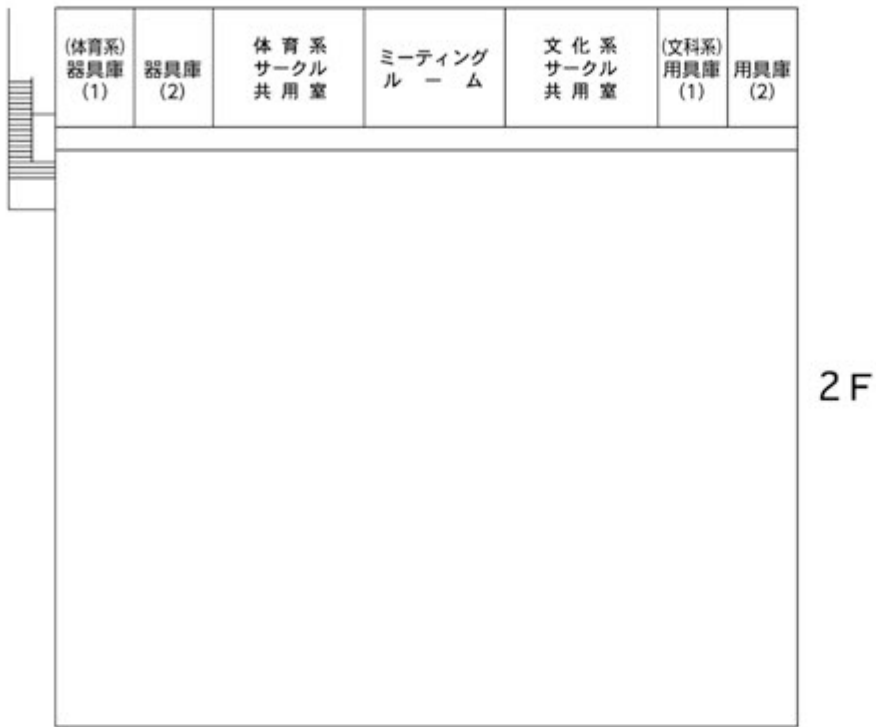 (体育系)
器具庫
(1)
器具庫
(2)
体育系
サークル
共用室
ミーティング
ルーム
文化系
サークル
共用室
(文科系)
用具庫
(1)
用具庫
(2)
2F